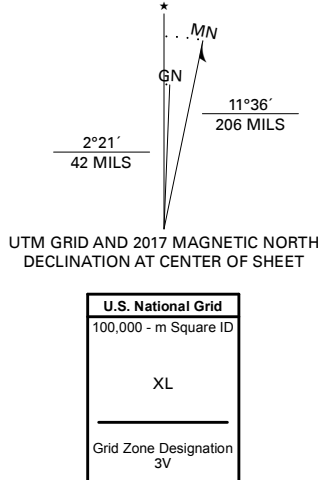 MN
GN
11°36´
206 MILS
2°21´
42 MILS
UTM GRID AND 2017 MAGNETIC NORTH
DECLINATION AT CENTER OF SHEET
U.S. National Grid
100,000 - m Square ID
XL
Grid Zone Designation
3V